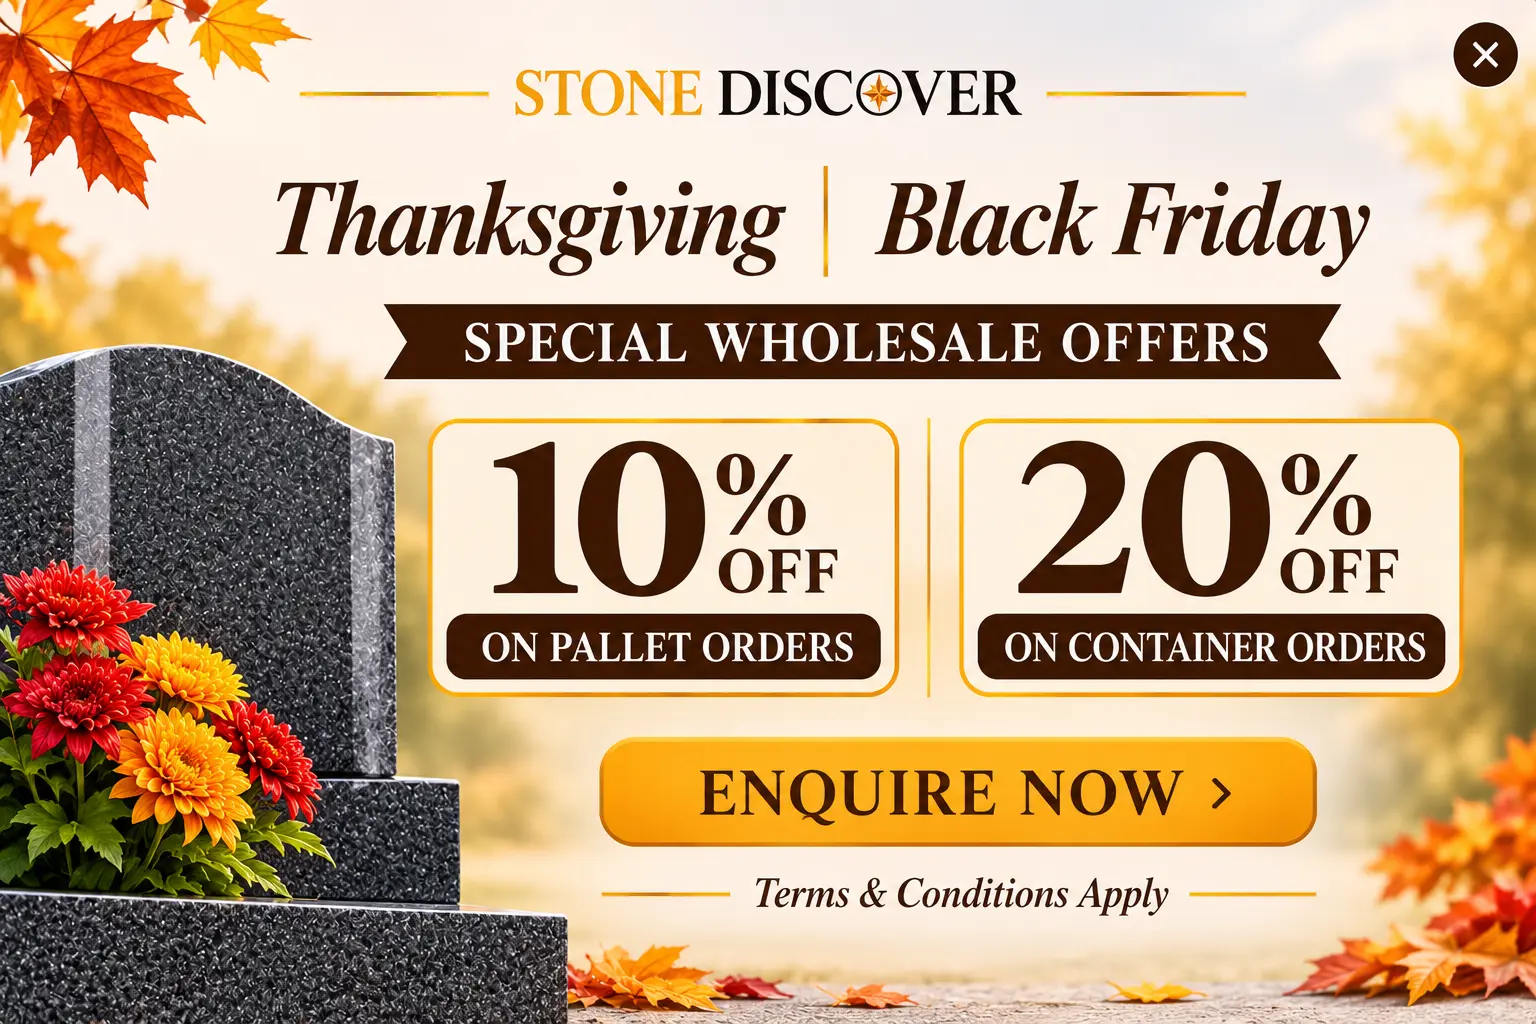 STONE DISCOVER
Thanksgiving | Black Friday
SPECIAL WHOLESALE OFFERS
10% OFF
ON PALLET ORDERS
20% OFF
ON CONTAINER ORDERS
ENQUIRE NOW >
Terms & Conditions Apply